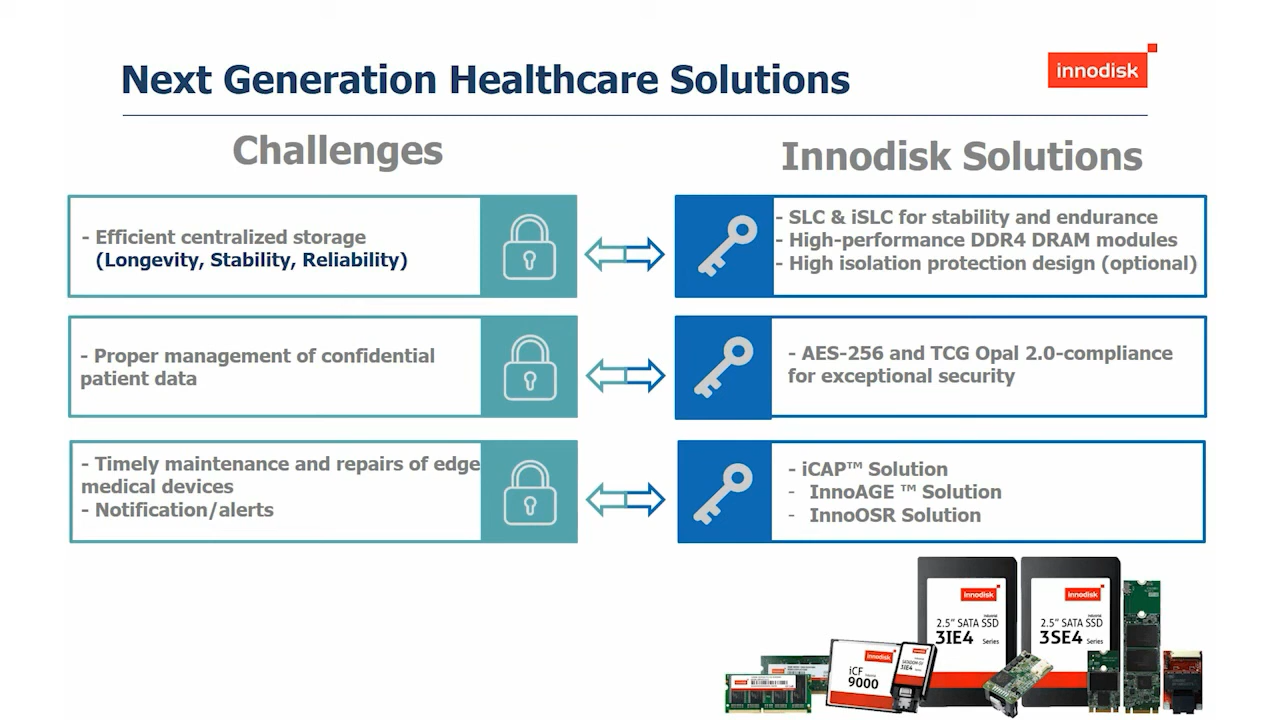 Next Generation Healthcare Solutions
innodisk
Challenges
Innodisk Solutions
- Efficient centralized storage
(Longevity, Stability, Reliability)
- SLC & iSLC for stability and endurance
- High-performance DDR4 DRAM modules
- High isolation protection design (optional)
- Proper management of confidential
patient data
- AES-256 and TCG Opal 2.0-compliance
for exceptional security
- Timely maintenance and repairs of edge
medical devices
- Notification/alerts
- iCAP™ Solution
- InnoAGE ™ Solution
- InnoOSR Solution
innodisk
2.5" SATA SSD
3IE4 Series
innodisk
2.5" SATA SSD
3SE4 Series
innodisk
iCF
9000
innodisk
3IE4
innodisk
innodisk